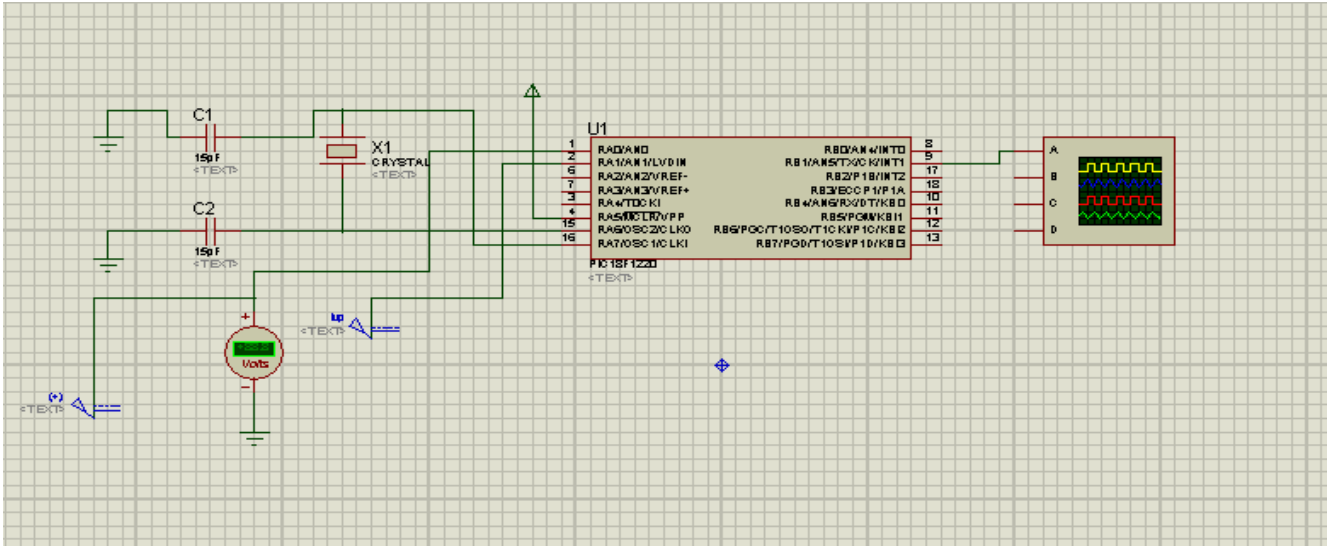 C1
15pF
<TEXT>
X1
CRYSTAL
<TEXT>
C2
15pF
<TEXT>
U1
1 RA0/AN0
2 RA1/AN1/LVDIN
6 RA2/AN2/VREF-
7 RA3/AN3/VREF+
3 RA4/T0CKI
4 RA5/MCLR/VPP
15 RA6/OSC2/CLKO
16 RA7/OSC1/CLKI
RB0/AN4/INT0 8
RB1/AN5/TX/CK/INT1 9
RB2/P1B/INT2 17
RB3/ECCP1/P1A 18
RB4/AN6/RX/DT/KBI0 10
RB5/PGM/KBI1 11
RB6/PGC/T1OSO/T1CKI/P1C/KBI2 12
RB7/PGD/T1OSI/P1D/KBI3 13
PIC18F1220
<TEXT>
A
B
C
D
+
Volts
-
<TEXT>
(+)
<TEXT>